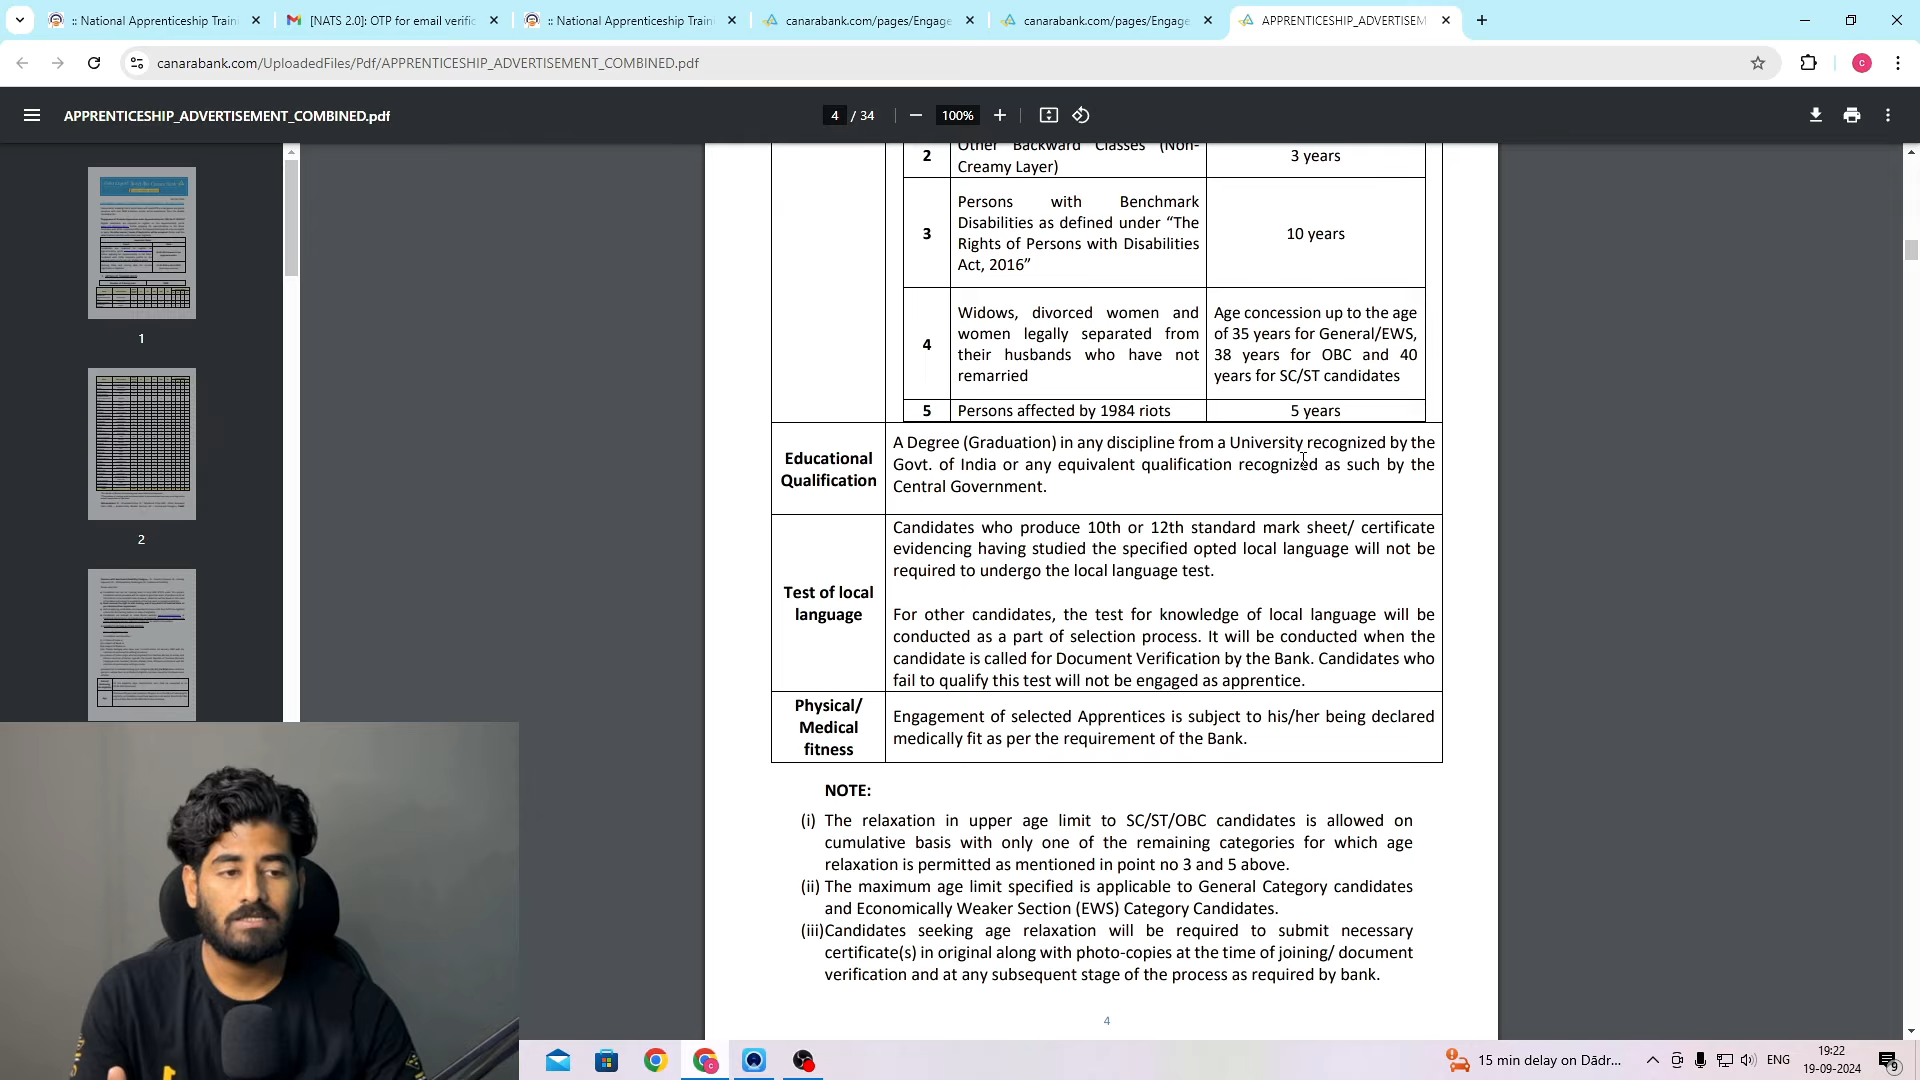 :: National Apprenticeship Train
[NATS 2.0]: OTP for email verific
:: National Apprenticeship Train
canarabank.com/pages/Engage
canarabank.com/pages/Engage
APPRENTICESHIP_ADVERTISEM
canarabank.com/UploadedFiles/Pdf/APPRENTICESHIP_ADVERTISEMENT_COMBINED.pdf
c
APPRENTICESHIP_ADVERTISEMENT_COMBINED.pdf
4 / 34
100%
1
2
2 Other Backward Classes (Non-
Creamy Layer)
3 years
3
Persons with Benchmark
Disabilities as defined under “The
Rights of Persons with Disabilities
Act, 2016”
10 years
4
Widows, divorced women and
women legally separated from
their husbands who have not
remarried
Age concession up to the age
of 35 years for General/EWS,
38 years for OBC and 40
years for SC/ST candidates
5 Persons affected by 1984 riots 5 years
Educational
Qualification
A Degree (Graduation) in any discipline from a University recognized by the
Govt. of India or any equivalent qualification recognized as such by the
Central Government.
Test of local
language
Candidates who produce 10th or 12th standard mark sheet/ certificate
evidencing having studied the specified opted local language will not be
required to undergo the local language test.
For other candidates, the test for knowledge of local language will be
conducted as a part of selection process. It will be conducted when the
candidate is called for Document Verification by the Bank. Candidates who
fail to qualify this test will not be engaged as apprentice.
Physical/
Medical
fitness
Engagement of selected Apprentices is subject to his/her being declared
medically fit as per the requirement of the Bank.
NOTE:
(i) The relaxation in upper age limit to SC/ST/OBC candidates is allowed on
cumulative basis with only one of the remaining categories for which age
relaxation is permitted as mentioned in point no 3 and 5 above.
(ii) The maximum age limit specified is applicable to General Category candidates
and Economically Weaker Section (EWS) Category Candidates.
(iii)Candidates seeking age relaxation will be required to submit necessary
certificate(s) in original along with photo-copies at the time of joining/ document
verification and at any subsequent stage of the process as required by bank.
4
15 min delay on Dādr...
ENG
19:22
19-09-2024
9